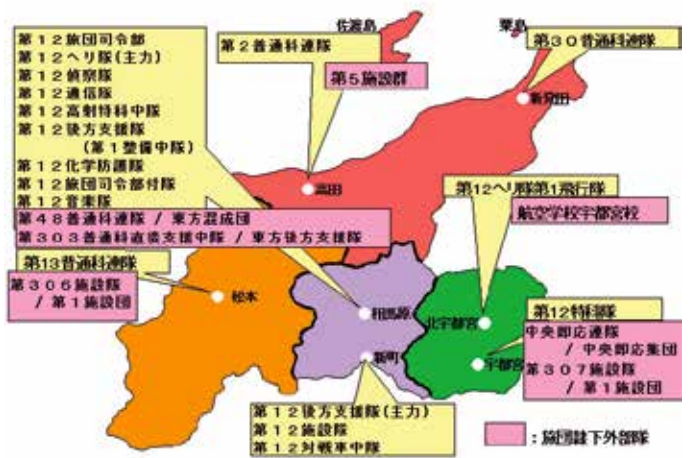 第12旅団司令部
第12ヘリ隊(主力)
第12偵察隊
第12通信隊
第12高射特科中隊
第12後方支援隊
(第1整備中隊)
第12化学防護隊
第12旅団司令部付隊
第12音楽隊
第48普通科連隊 / 東方混成団
第303普通科直接支援中隊 / 東方後方支援隊
佐渡島
粟島
第2普通科連隊
第5施設群
第30普通科連隊
新発田
高田
第12ヘリ隊第1飛行隊
航空学校宇都宮校
第13普通科連隊
第306施設隊
/ 第1施設団
松本
相馬原
新町
北宇都宮
宇都宮
第12特科隊
中央即応連隊
/ 中央即応集団
第307施設隊
/ 第1施設団
第12後方支援隊(主力)
第12施設隊
第12対戦車中隊
:旅団隷下外部隊